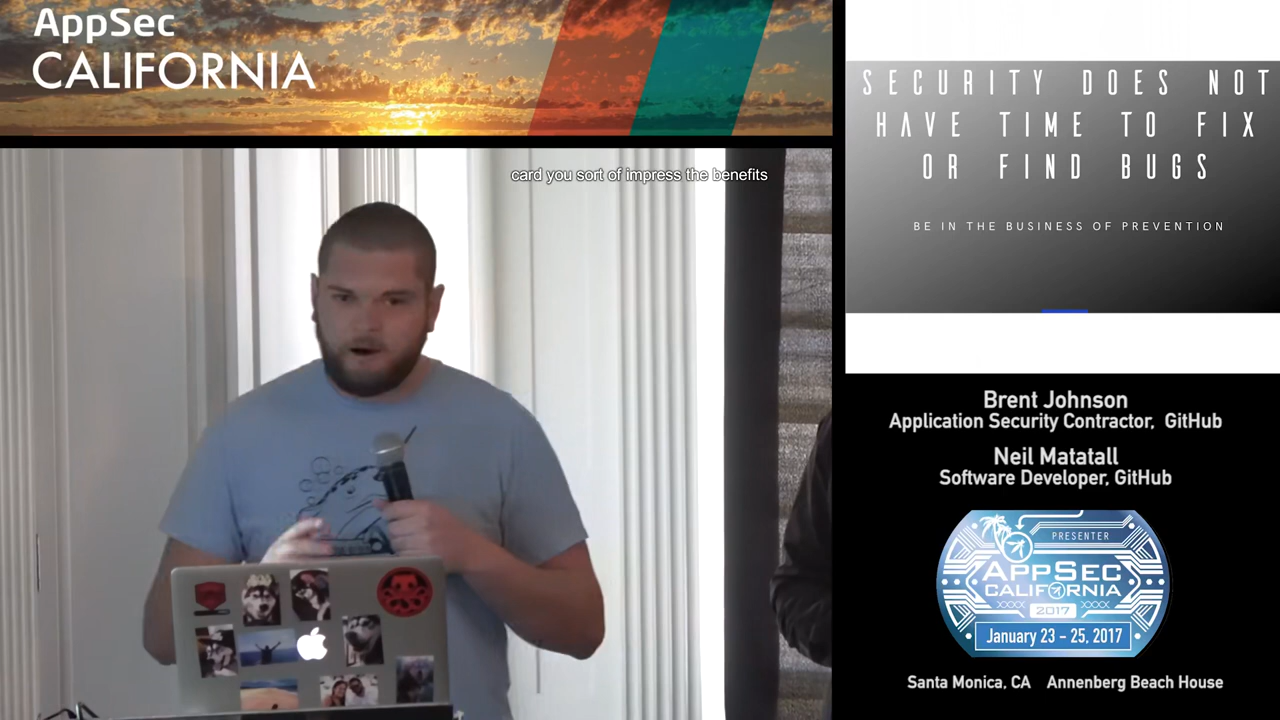 AppSec
CALIFORNIA
card you sort of impress the benefits
SECURITY DOES NOT
HAVE TIME TO FIX
OR FIND BUGS
BE IN THE BUSINESS OF PREVENTION
Brent Johnson
Application Security Contractor, GitHub
Neil Matatall
Software Developer, GitHub
PRESENTER
APPSEC
CALIFORNIA
XXXX 2017 XXXX
January 23 - 25, 2017
Santa Monica, CA Annenberg Beach House